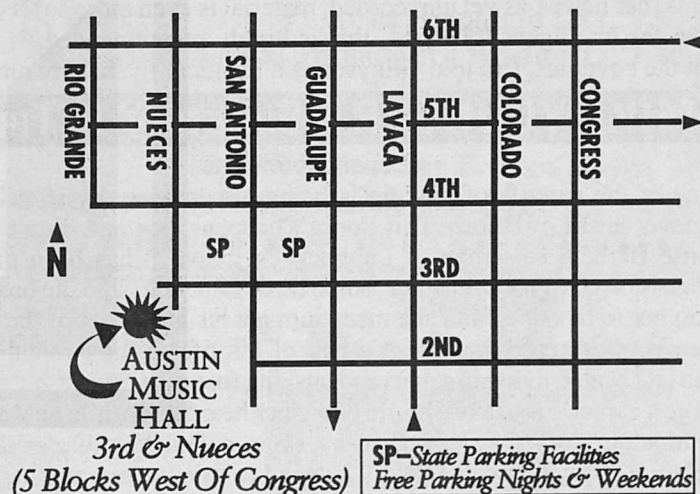 6TH
RIO GRANDE
NUECES
SAN ANTONIO
GUADALUPE
LAVACA
5TH
COLORADO
CONGRESS
4TH
N
SP
SP
3RD
2ND
AUSTIN
MUSIC
HALL
3rd & Nueces
(5 Blocks West Of Congress)
SP–State Parking Facilities
Free Parking Nights & Weekends